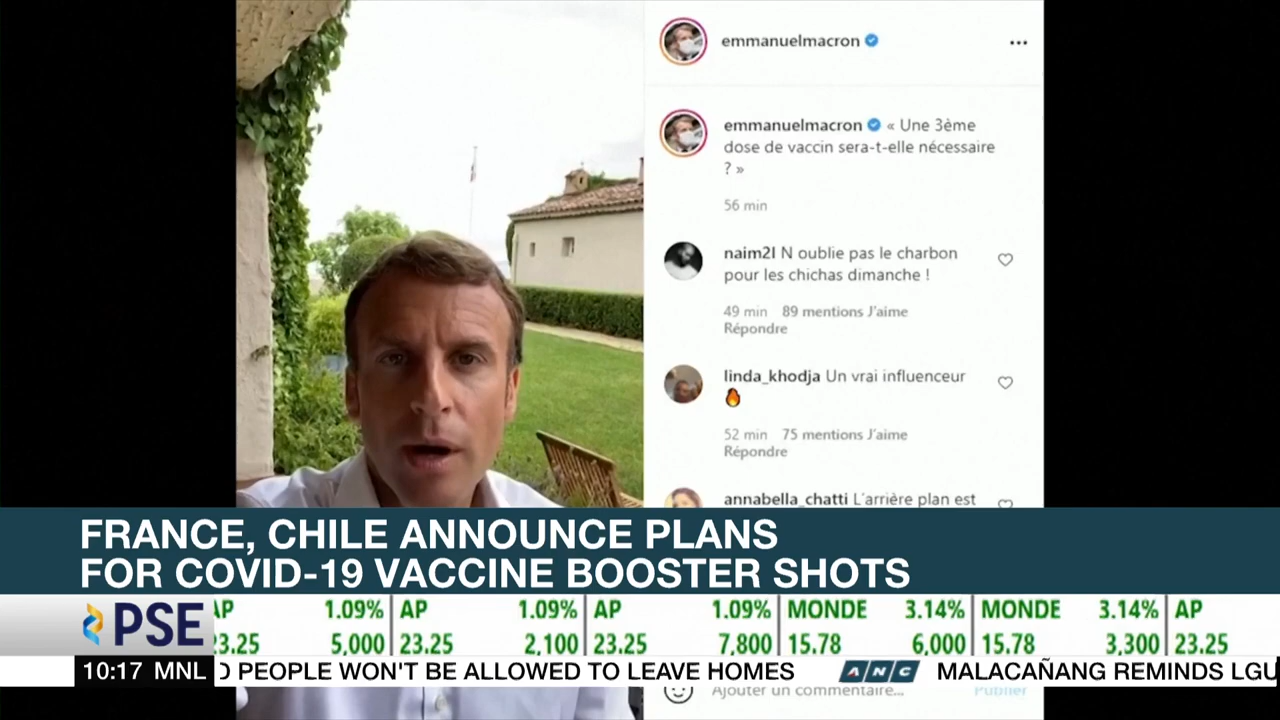 emmanuelmacron
emmanuelmacron « Une 3ème
dose de vaccin sera-t-elle nécessaire
? »
56 min
naim2l N oublie pas le charbon
pour les chichas dimanche !
49 min 89 mentions J'aime
Répondre
linda_khodja Un vrai influenceur
52 min 75 mentions J'aime
Répondre
annabella_chatti L'arrière plan est
FRANCE, CHILE ANNOUNCE PLANS
FOR COVID-19 VACCINE BOOSTER SHOTS
PSE
AP 1.09% AP 1.09% AP 1.09% MONDE 3.14% MONDE 3.14% AP
23.25 5,000 23.25 2,100 23.25 7,800 15.78 6,000 15.78 3,300 23.25
10:17 MNL PEOPLE WON'T BE ALLOWED TO LEAVE HOMES ANC MALACAÑANG REMINDS LGU
Ajouter un commentaire... Publier